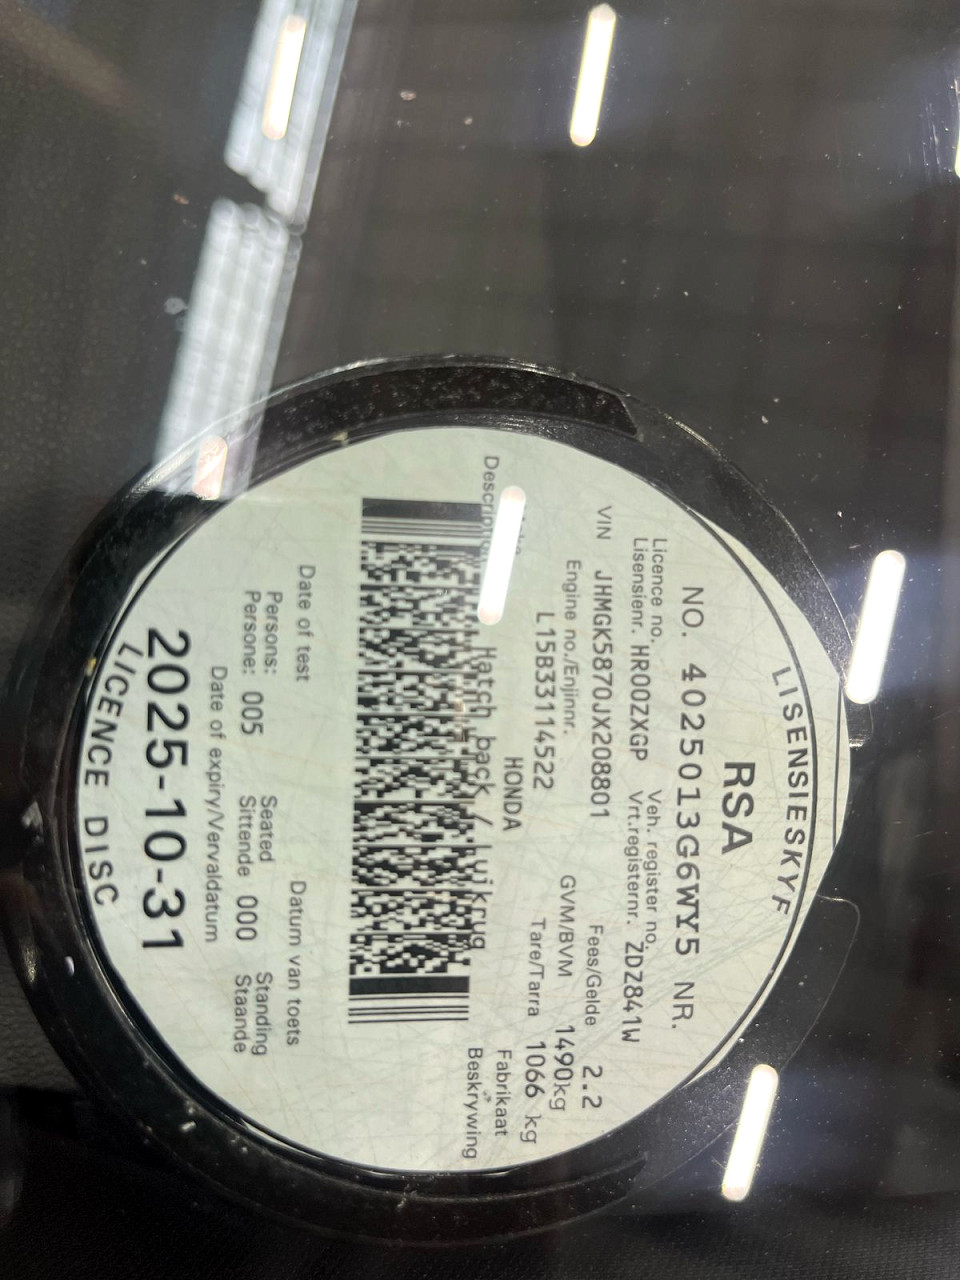 LISENSIESKYF
RSA
NO. 4025013G6WY5 NR.
Licence no. Veh. register no.
Lisensienr. HR00ZXGP Vrt.registernr. ZDZ841W
VIN JHMGK5870JX208801 Fees/Gelde 2.2
Engine no./Enjinnr. GVM/BVM 1490kg
L15B33114522 Tare/Tarra 1066 kg
HONDA Fabrikaat
Hatch back / Luikrug Beskrywing
Date of test Datum van toets
Persons: Seated Standing
Persone: 005 Sittende 000 Staande
Date of expiry/Vervaldatum
2025-10-31
LICENCE DISC